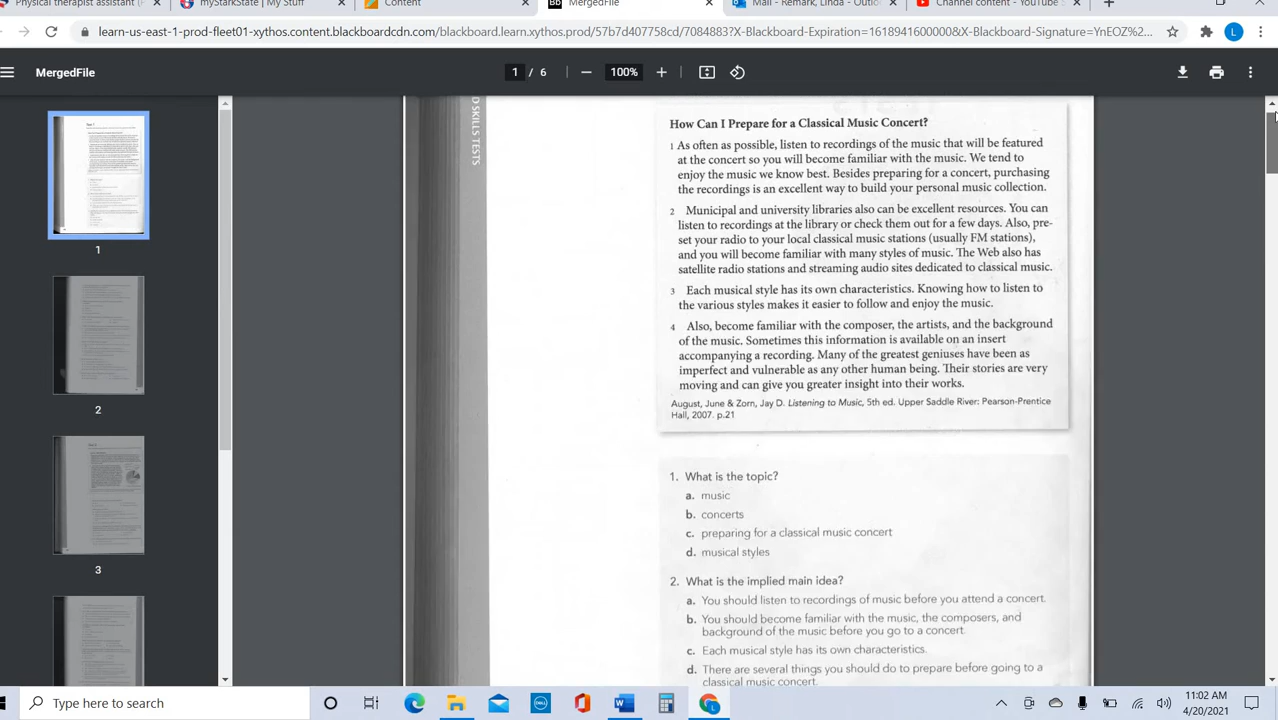 Physical therapist assistant (
myStarkState | My Stuff
Content
Bb MergedFile
Mail - Remark, Linda - Outlook
Channel content - YouTube S
learn-us-east-1-prod-fleet01-xythos.content.blackboardcdn.com/blackboard.learn.xythos.prod/57b7d407758cd/7084883?X-Blackboard-Expiration=1618941600000&X-Blackboard-Signature=YnEOZ%2...
L
MergedFile
1 / 6
100%
D SKILLS TESTS
How Can I Prepare for a Classical Music Concert?
1 As often as possible, listen to recordings of the music that will be featured
at the concert so you will become familiar with the music. We tend to
enjoy the music we know best. Besides preparing for a concert, purchasing
the recordings is an excellent way to build your personal music collection.
2 Municipal and university libraries also can be excellent resources. You can
listen to recordings at the library or check them out for a few days. Also, pre-
set your radio to your local classical music stations (usually FM stations),
and you will become familiar with many styles of music. The Web also has
satellite radio stations and streaming audio sites dedicated to classical music.
3 Each musical style has its own characteristics. Knowing how to listen to
the various styles makes it easier to follow and enjoy the music.
4 Also, become familiar with the composer, the artists, and the background
of the music. Sometimes this information is available on an insert
accompanying a recording. Many of the greatest geniuses have been as
imperfect and vulnerable as any other human being. Their stories are very
moving and can give you greater insight into their works.
August, June & Zorn, Jay D. Listening to Music, 5th ed. Upper Saddle River: Pearson-Prentice
Hall, 2007. p.21
1. What is the topic?
a. music
b. concerts
c. preparing for a classical music concert
d. musical styles
2. What is the implied main idea?
a. You should listen to recordings of music before you attend a concert.
b. You should become familiar with the music, the composers, and
background of the music before you go to a concert.
c. Each musical style has its own characteristics.
d. There are several things you should do to prepare before going to a
classical music concert.
1
2
3
Type here to search
DELL
11:02 AM
4/20/2021